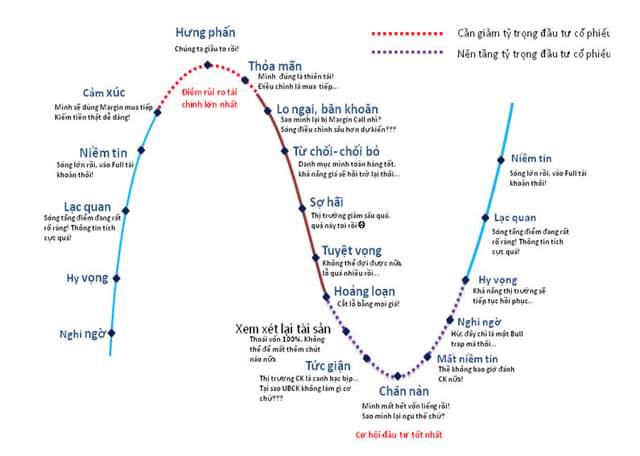 Hưng phấn
Chúng ta giàu to rồi!
Cần giảm tỷ trọng đầu tư cổ phiếu
Nên tăng tỷ trọng đầu tư cổ phiếu
Thỏa mãn
Mình đúng là thiên tài!
Điều chỉnh là mua tiếp...
Cảm xúc
Mình sẽ dùng Margin mua tiếp
Kiếm tiền thật dễ dàng!
Điểm rủi ro tài
chính lớn nhất
Lo ngại, băn khoăn
Sao mình lại bị Margin Call nhỉ?
Sóng điều chỉnh sâu hơn dự kiến???
Niềm tin
Sóng lớn rồi, vào Full tài
khoản thôi!
Từ chối- chối bỏ
Danh mục mình toàn hàng tốt,
khả năng giá sẽ hồi trở lại thôi...
Lạc quan
Sóng tăng điểm đang rất
rõ ràng! Thông tin tích
cực quá!
Sợ hãi
Thị trường giảm sâu quá,
quả này toi rồi ☹
Tuyệt vọng
Không thể đợi được nữa,
lỗ quá nhiều rồi...
Hy vọng
Hoảng loạn
Cắt lỗ bằng mọi giá!
Nghi ngờ
Xem xét lại tài sản
Thoái vốn 100%. Không
thể để mất thêm chút
nào nữa
Tức giận
Thị trường CK là canh bạc bịp...
Tại sao UBCK không làm gì cơ
chứ???
Chán nản
Mình mất hết vốn liếng rồi!
Sao mình lại ngu thế chứ?
Cơ hội đầu tư tốt nhất
Mất niềm tin
Thề không bao giờ đánh
CK nữa!
Nghi ngờ
Hừ, đây chỉ là một Bull
trap mà thôi...
Hy vọng
Khả năng thị trường sẽ
tiếp tục hồi phục...
Lạc quan
Sóng tăng điểm đang rất
rõ ràng! Thông tin tích
cực quá!
Niềm tin
Sóng lớn rồi, vào Full tài
khoản thôi!